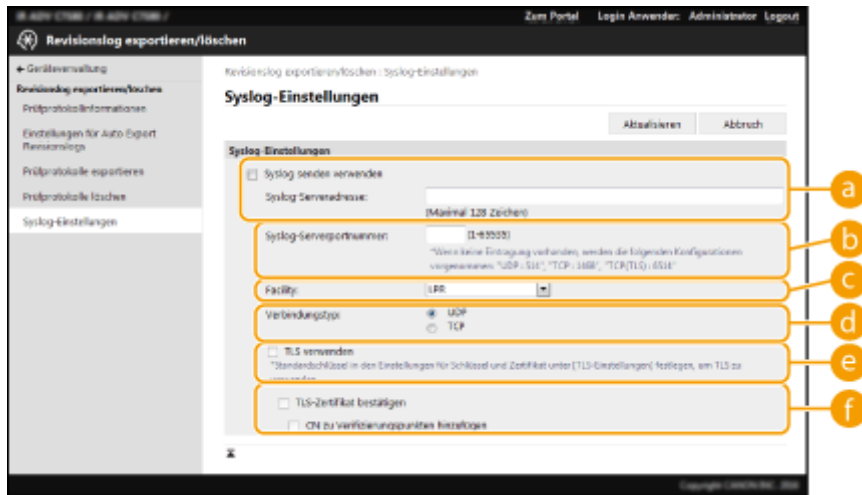 Zum Portal Login Anwender: Administrator Logout
Revisionslog exportieren/löschen
Geräteverwaltung
Revisionslog exportieren/löschen : Syslog-Einstellungen
Revisionslog exportieren/löschen
Syslog-Einstellungen
Prüfprotokollinformationen
Aktualisieren Abbruch
Einstellungen für Auto Export
Revisionslogs
Syslog-Einstellungen
Prüfprotokolle exportieren
Syslog senden verwenden
a
Prüfprotokolle löschen
Syslog-Serveradresse:
(Maximal 128 Zeichen)
Syslog-Einstellungen
Syslog-Serverportnummer:
(1-65535)
b
*Wenn keine Eintragung vorhanden, werden die folgenden Konfigurationen
vorgenommen: "UDP : 514", "TCP : 1468", "TCP(TLS) : 6514"
Facility:
LPR
c
Verbindungstyp:
UDP
d
TCP
TLS verwenden
e
*Standardschlüssel in den Einstellungen für Schlüssel und Zertifikat unter [TLS-Einstellungen] festlegen, um TLS zu
TLS-Zertifikat bestätigen
f
CN zu Verifizierungspunkten hinzufügen
Copyright CANON INC.